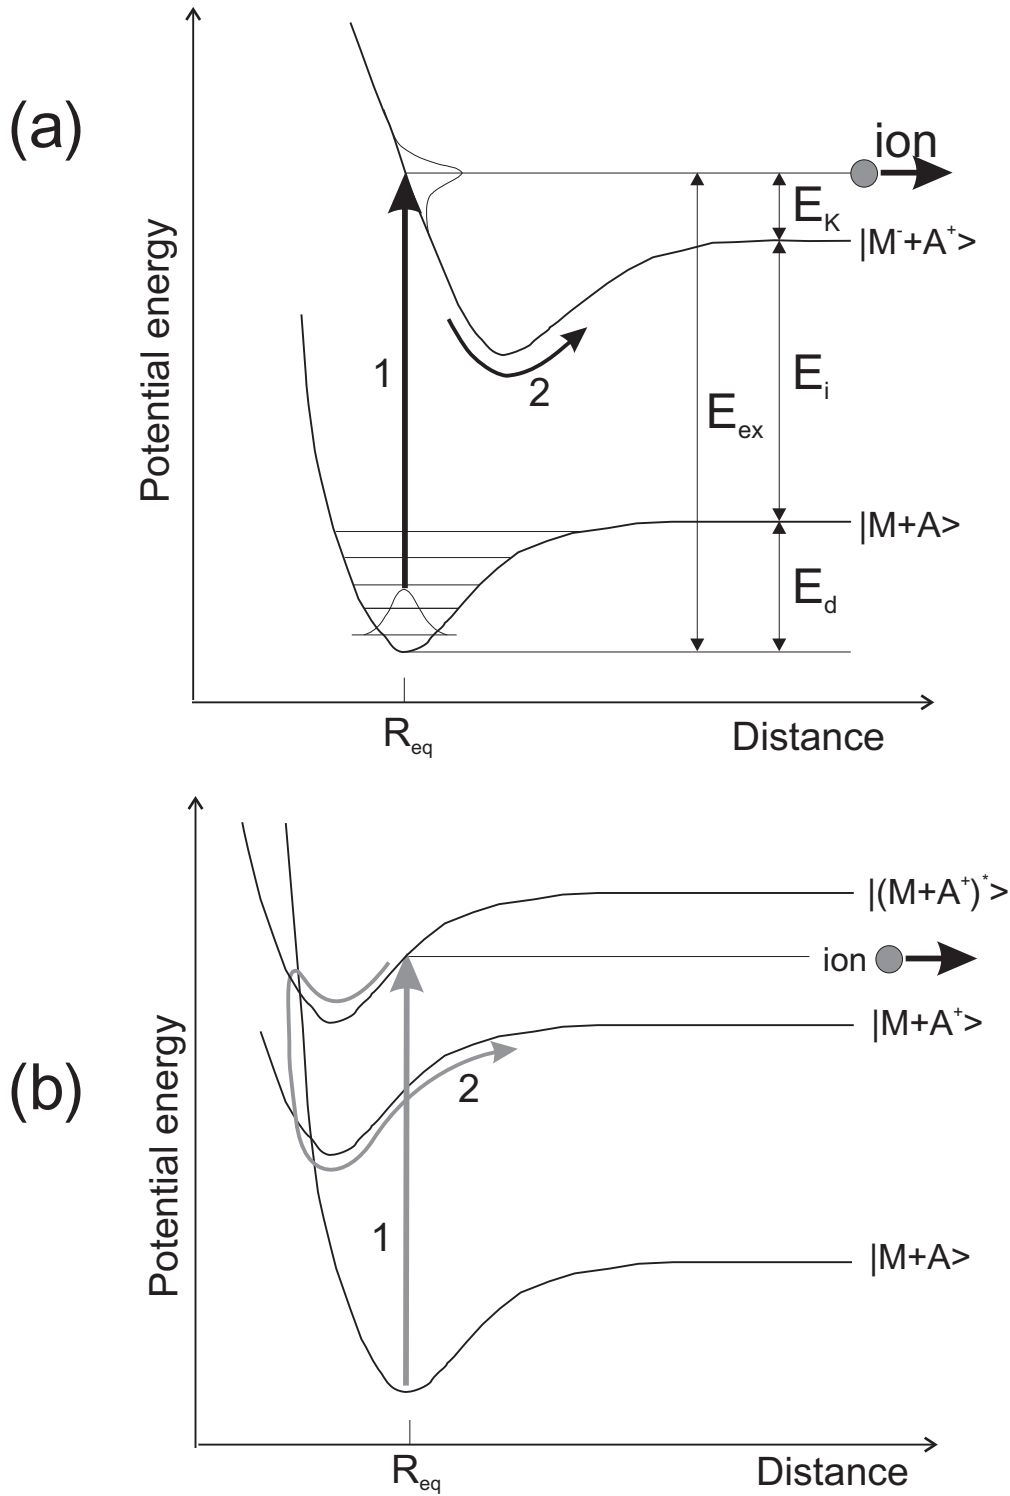 (a)
Potential energy
ion
E_K
|M^-+A^+>
1
2
E_i
E_ex
|M+A>
E_d
R_eq
Distance
(b)
Potential energy
|(M+A^+)^*>
ion
|M+A^+>
2
1
|M+A>
R_eq
Distance